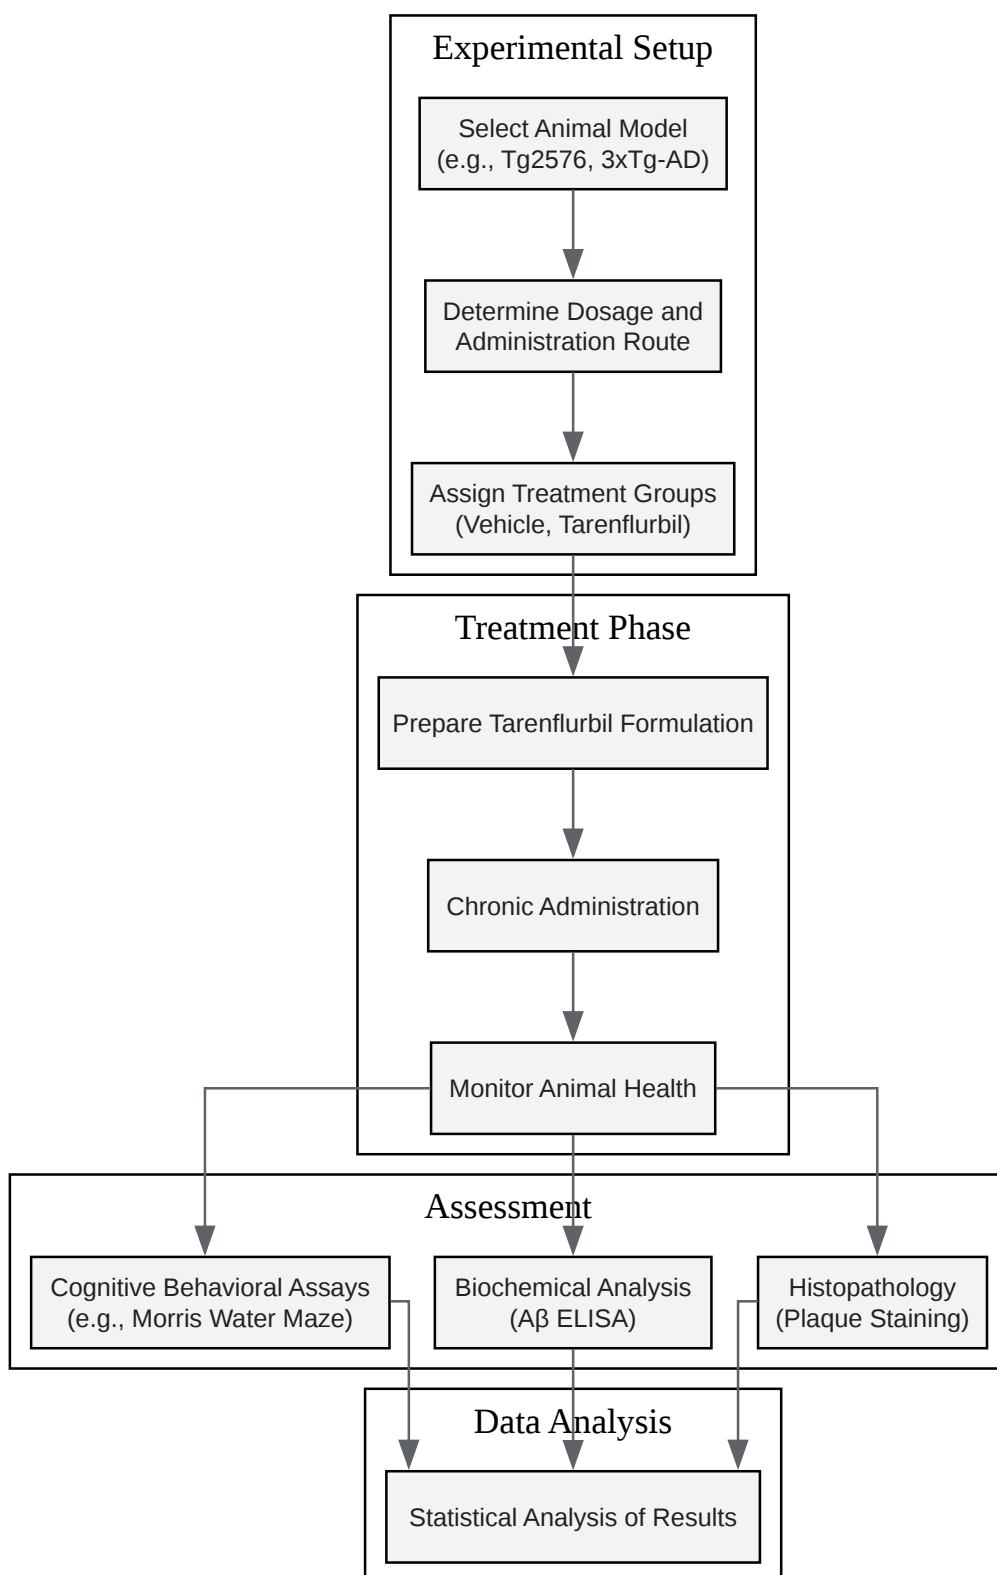 Experimental Setup
Select Animal Model
(e.g., Tg2576, 3xTg-AD)
Determine Dosage and
Administration Route
Assign Treatment Groups
(Vehicle, Tarenflurbil)
Treatment Phase
Prepare Tarenflurbil Formulation
Chronic Administration
Monitor Animal Health
Assessment
Cognitive Behavioral Assays
(e.g., Morris Water Maze)
Biochemical Analysis
(Aβ ELISA)
Histopathology
(Plaque Staining)
Data Analysis
Statistical Analysis of Results